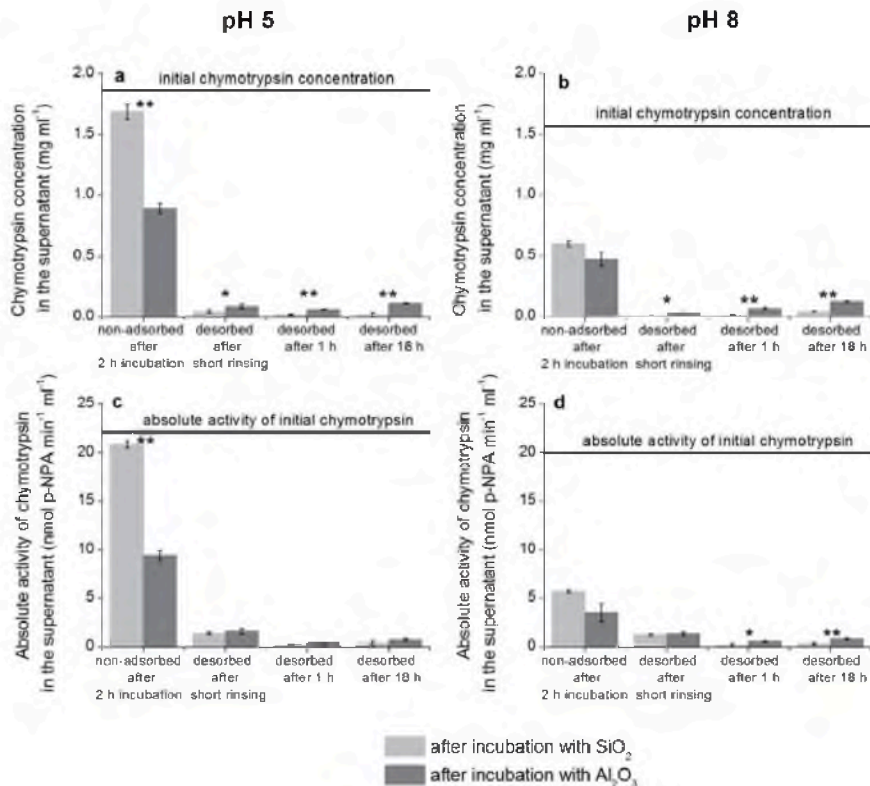 pH 5
pH 8
a
initial chymotrypsin concentration
2.0
1.5
1.0
0.5
0.0
Chymotrypsin concentration
in the supernatant (mg ml⁻¹)
**
*
**
**
non-adsorbed
after
2 h incubation
desorbed
after
short rinsing
desorbed
after 1 h
desorbed
after 18 h
b
initial chymotrypsin concentration
2.0
1.5
1.0
0.5
0.0
Chymotrypsin concentration
in the supernatant (mg ml⁻¹)
*
**
**
non-adsorbed
after
2 h incubation
desorbed
after
short rinsing
desorbed
after 1 h
desorbed
after 18 h
c
absolute activity of initial chymotrypsin
25
20
15
10
5
0
Absolute activity of chymotrypsin
in the supernatant (nmol p-NPA min⁻¹ ml⁻¹)
**
non-adsorbed
after
2 h incubation
desorbed
after
short rinsing
desorbed
after 1 h
desorbed
after 18 h
d
absolute activity of initial chymotrypsin
25
20
15
10
5
0
Absolute activity of chymotrypsin
in the supernatant (nmol p-NPA min⁻¹ ml⁻¹)
*
**
non-adsorbed
after
2 h incubation
desorbed
after
short rinsing
desorbed
after 1 h
desorbed
after 18 h
after incubation with SiO₂
after incubation with Al₂O₃